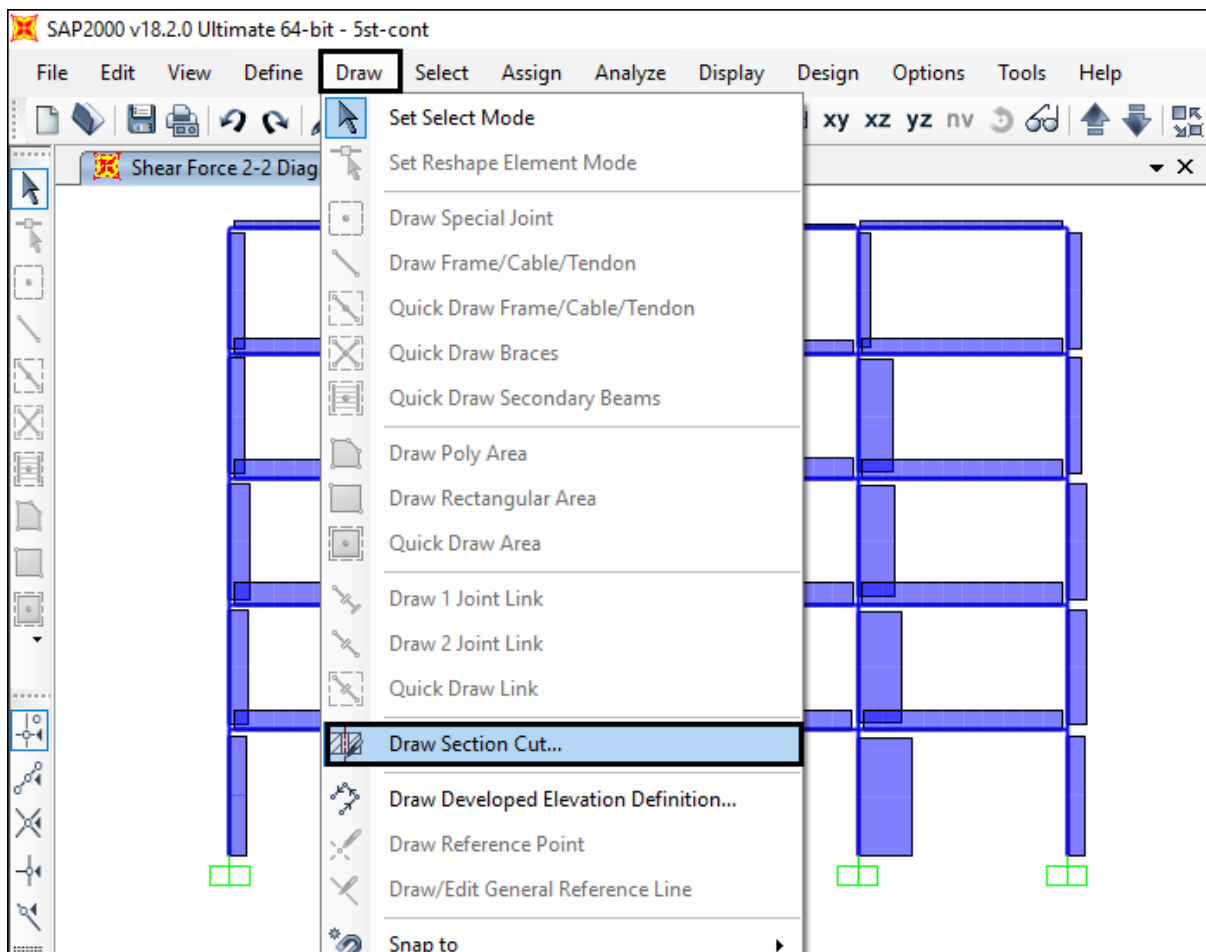 SAP2000 v18.2.0 Ultimate 64-bit - 5st-cont
File Edit View Define Draw Select Assign Analyze Display Design Options Tools Help
xy xz yz nv
Shear Force 2-2 Diag
Set Select Mode
Set Reshape Element Mode
Draw Special Joint
Draw Frame/Cable/Tendon
Quick Draw Frame/Cable/Tendon
Quick Draw Braces
Quick Draw Secondary Beams
Draw Poly Area
Draw Rectangular Area
Quick Draw Area
Draw 1 Joint Link
Draw 2 Joint Link
Quick Draw Link
Draw Section Cut...
Draw Developed Elevation Definition...
Draw Reference Point
Draw/Edit General Reference Line
Snap to